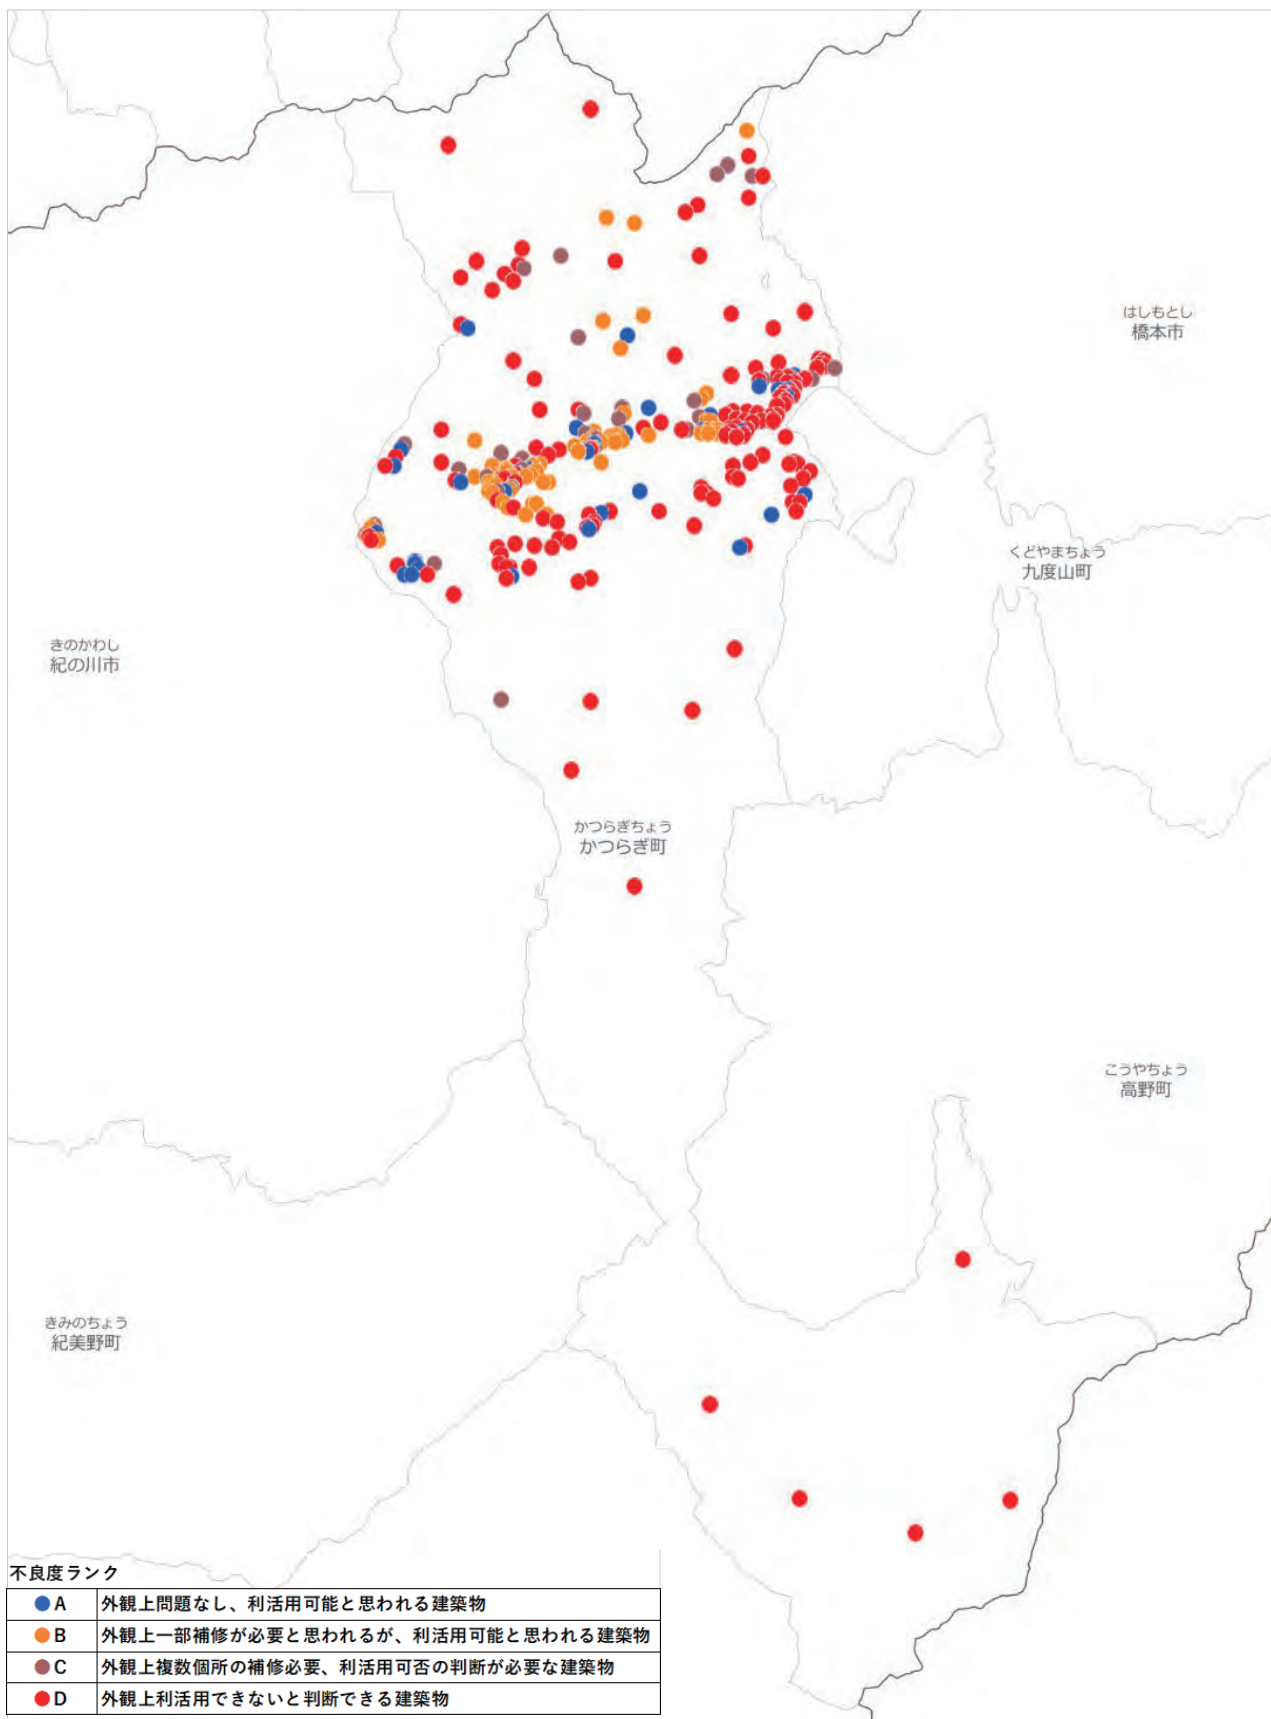 はしもとし
橋本市
くどやまちょう
九度山町
きのかわし
紀の川市
かつらぎちょう
かつらぎ町
こうやちょう
高野町
きみのちょう
紀美野町
不良度ランク
A 外観上問題なし、利活用可能と思われる建築物
B 外観上一部補修が必要と思われるが、利活用可能と思われる建築物
C 外観上複数個所の補修必要、利活用可否の判断が必要な建築物
D 外観上利活用できないと判断できる建築物